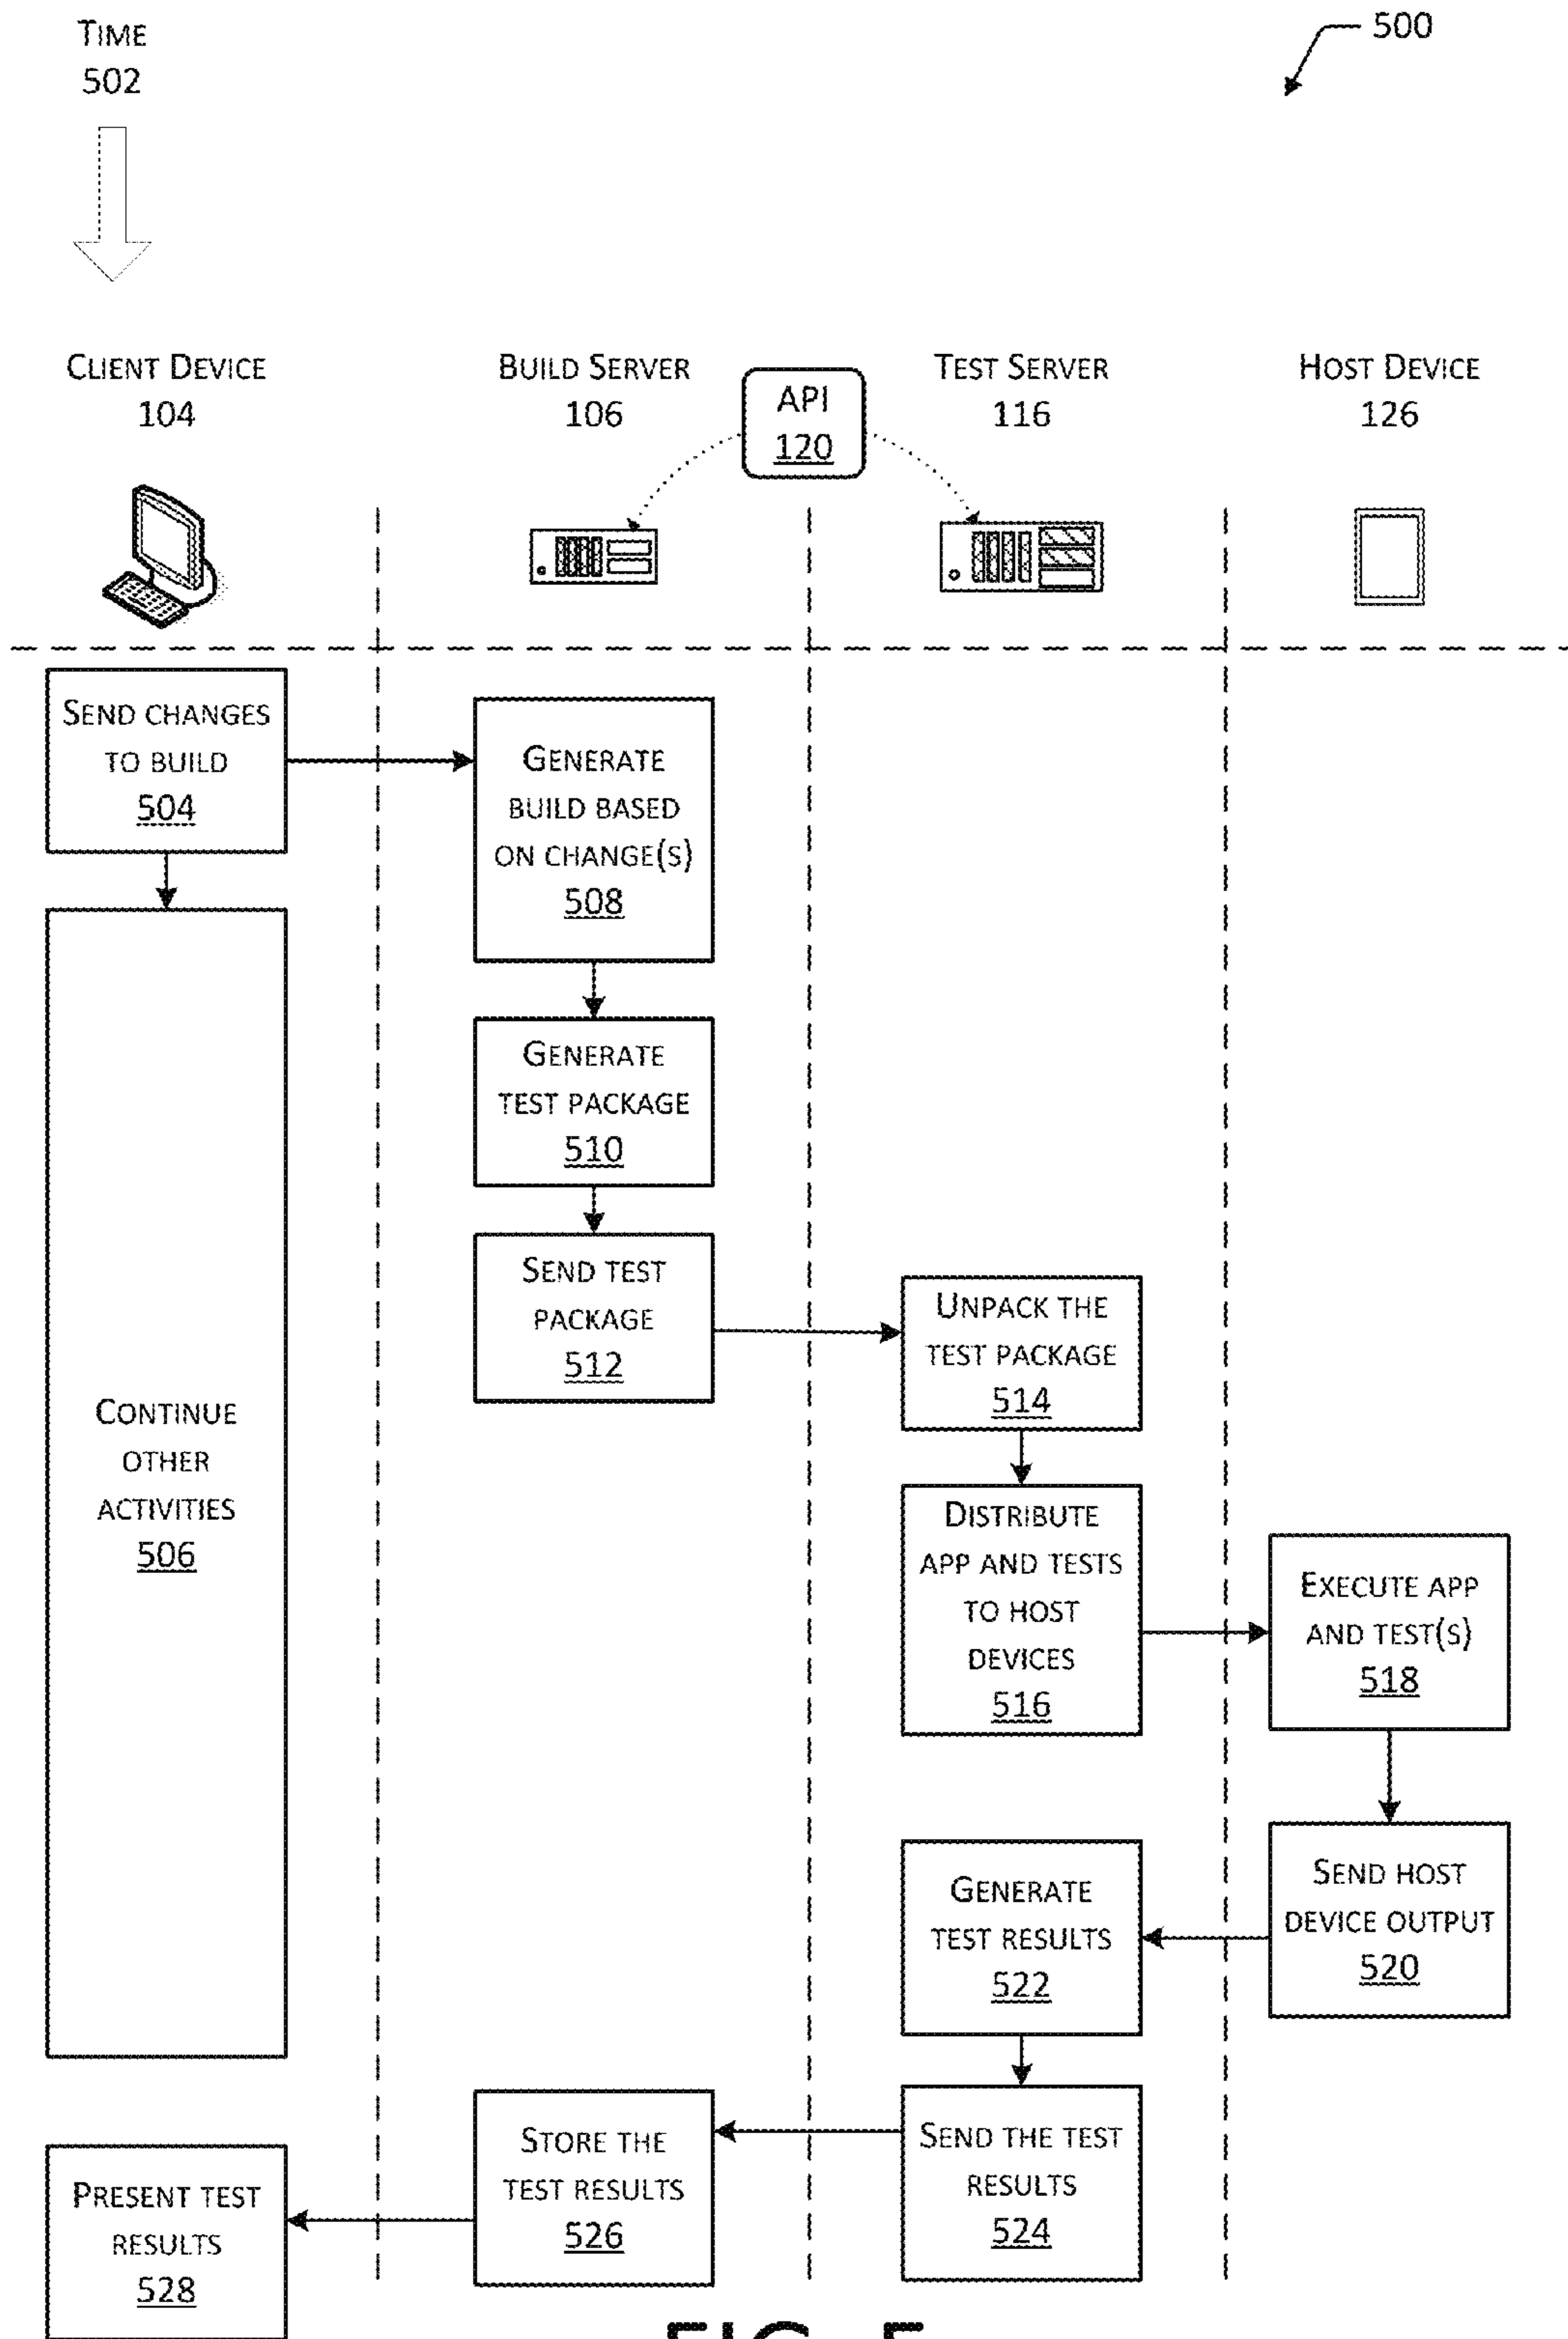 TIME
502
500
CLIENT DEVICE
104
BUILD SERVER
106
API
120
TEST SERVER
116
HOST DEVICE
126
SEND CHANGES
TO BUILD
504
GENERATE
BUILD BASED
ON CHANGE(S)
508
GENERATE
TEST PACKAGE
510
SEND TEST
PACKAGE
512
UNPACK THE
TEST PACKAGE
514
CONTINUE
OTHER
ACTIVITIES
506
DISTRIBUTE
APP AND TESTS
TO HOST
DEVICES
516
EXECUTE APP
AND TEST(S)
518
SEND HOST
DEVICE OUTPUT
520
GENERATE
TEST RESULTS
522
SEND THE TEST
RESULTS
524
STORE THE
TEST RESULTS
526
PRESENT TEST
RESULTS
528
FIG. 5